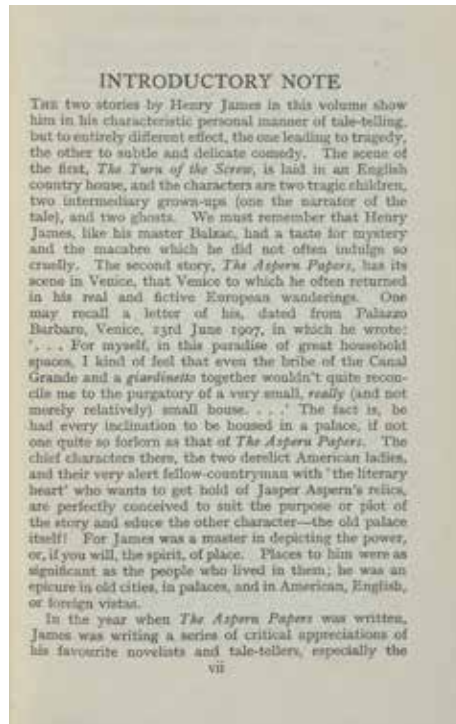 INTRODUCTORY NOTE
THE two stories by Henry James in this volume show
him in his characteristic personal manner of tale-telling,
but to entirely different effect, the one leading to tragedy,
the other to subtle and delicate comedy. The scene of
the first, The Turn of the Screw, is laid in an English
country house, and the characters are two tragic children,
two intermediary grown-ups (one the narrator of the
tale), and two ghosts. We must remember that Henry
James, like his master Balzac, had a taste for mystery
and the macabre which he did not often indulge so
cruelly. The second story, The Aspern Papers, has its
scene in Venice, that Venice to which he often returned
in his real and fictive European wanderings. One
may recall a letter of his, dated from Palazzo
Barbaro, Venice, 23rd June 1907, in which he wrote:
'. . . For myself, in this paradise of great household
spaces, I kind of feel that even the bribe of the Canal
Grande and a giardinetto together wouldn't quite recon-
cile me to the purgatory of a very small, really (and not
merely relatively) small house. . . .' The fact is, he
had every inclination to be housed in a palace, if not
one quite so forlorn as that of The Aspern Papers. The
chief characters there, the two derelict American ladies,
and their very alert fellow-countryman with 'the literary
heart' who wants to get hold of Jasper Aspern's relics,
are perfectly conceived to suit the purpose or plot of
the story and educe the other character—the old palace
itself! For James was a master in depicting the power,
or, if you will, the spirit, of place. Places to him were as
significant as the people who lived in them; he was an
epicure in old cities, in palaces, and in American, English,
or foreign vistas.
In the year when The Aspern Papers was written,
James was writing a series of critical appreciations of
his favourite novelists and tale-tellers, especially the
vii